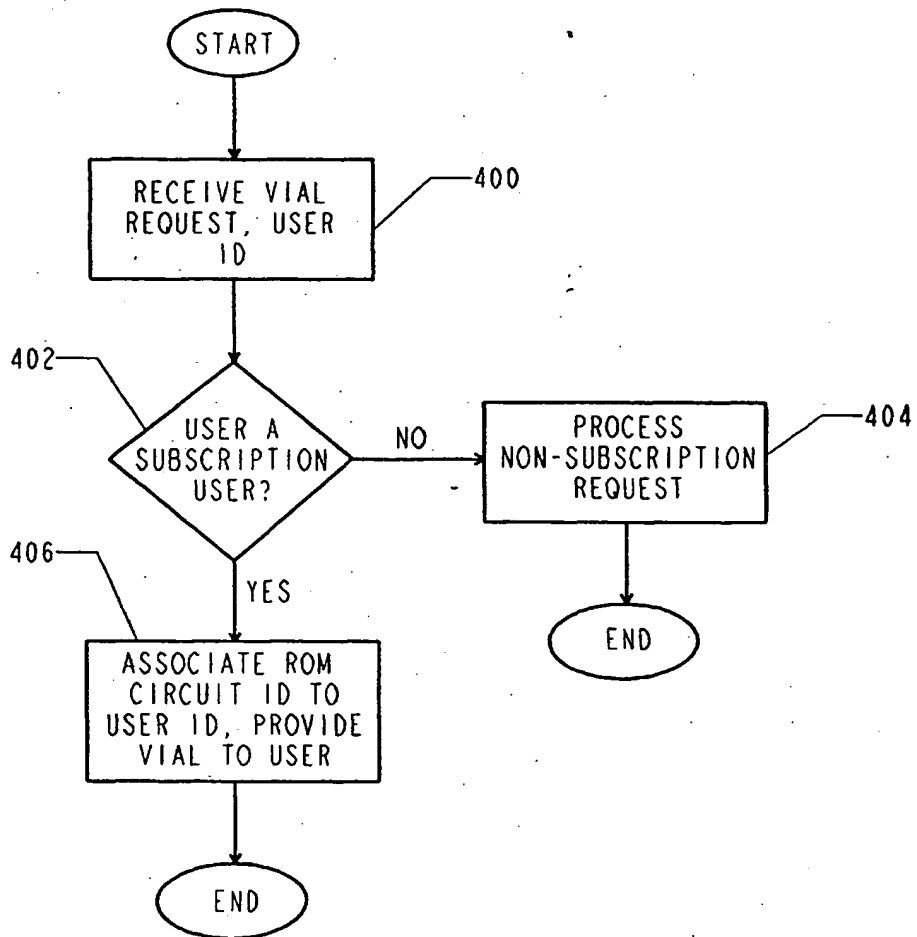 START
RECEIVE VIAL
REQUEST, USER
ID
400
402
USER A
SUBSCRIPTION
USER?
NO
PROCESS
NON-SUBSCRIPTION
REQUEST
404
406
YES
END
ASSOCIATE ROM
CIRCUIT ID TO
USER ID, PROVIDE
VIAL TO USER
END